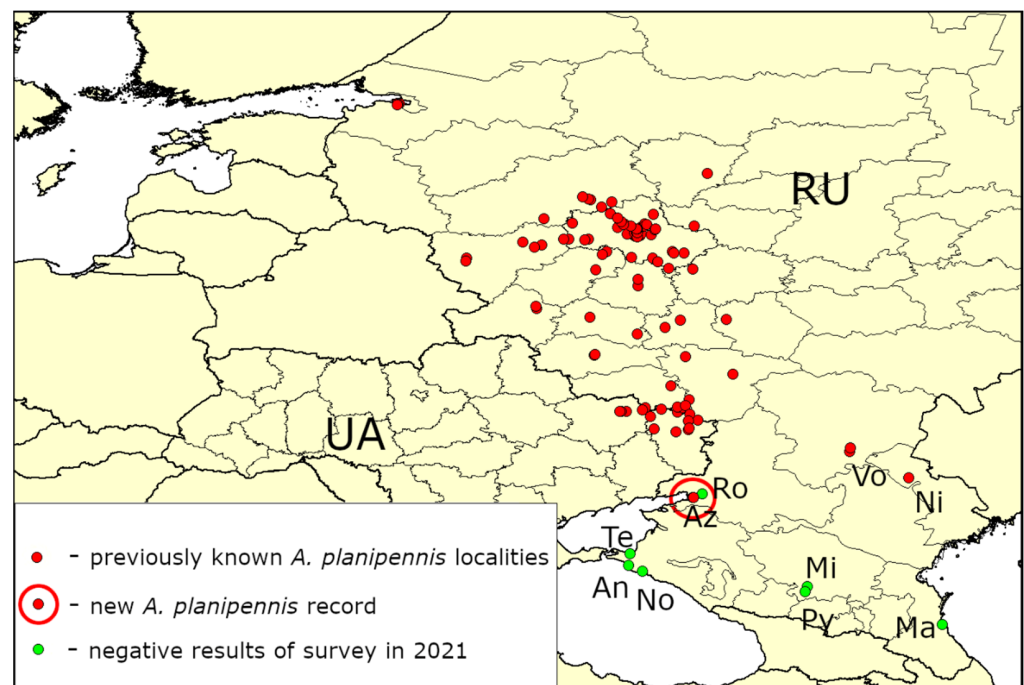 RU
UA
Vo
Ni
Ro
Az
Te
An
No
Mi
Py
Ma
- previously known A. planipennis localities
- new A. planipennis record
- negative results of survey in 2021